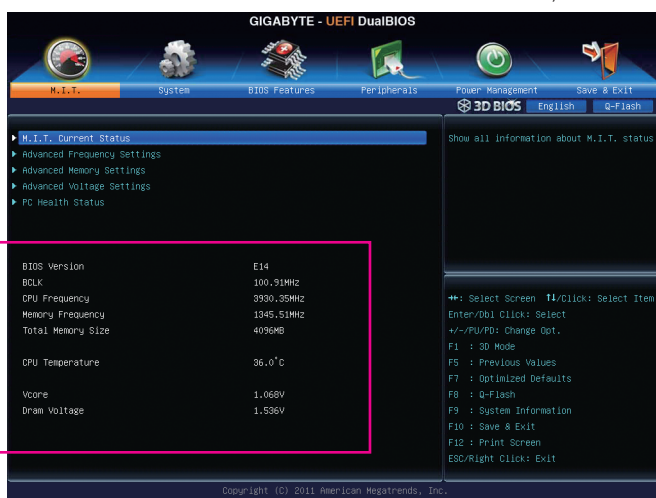 GIGABYTE - UEFI DualBIOS
M.I.T. System BIOS Features Peripherals Power Management Save & Exit
3D BIOS English Q-Flash
M.I.T. Current Status
Advanced Frequency Settings
Advanced Memory Settings
Advanced Voltage Settings
PC Health Status
Show all information about M.I.T. status
BIOS Version E14
BCLK 100.91MHz
CPU Frequency 3930.35MHz
Memory Frequency 1345.51MHz
Total Memory Size 4096MB
CPU Temperature 36.0°C
Vcore 1.068V
Dram Voltage 1.536V
→←: Select Screen ↑↓/Click: Select Item
Enter/Dbl Click: Select
+/-/PU/PD: Change Opt.
F1 : 3D Mode
F5 : Previous Values
F7 : Optimized Defaults
F8 : Q-Flash
F9 : System Information
F10 : Save & Exit
F12 : Print Screen
ESC/Right Click: Exit
Copyright (C) 2011 American Megatrends, Inc.